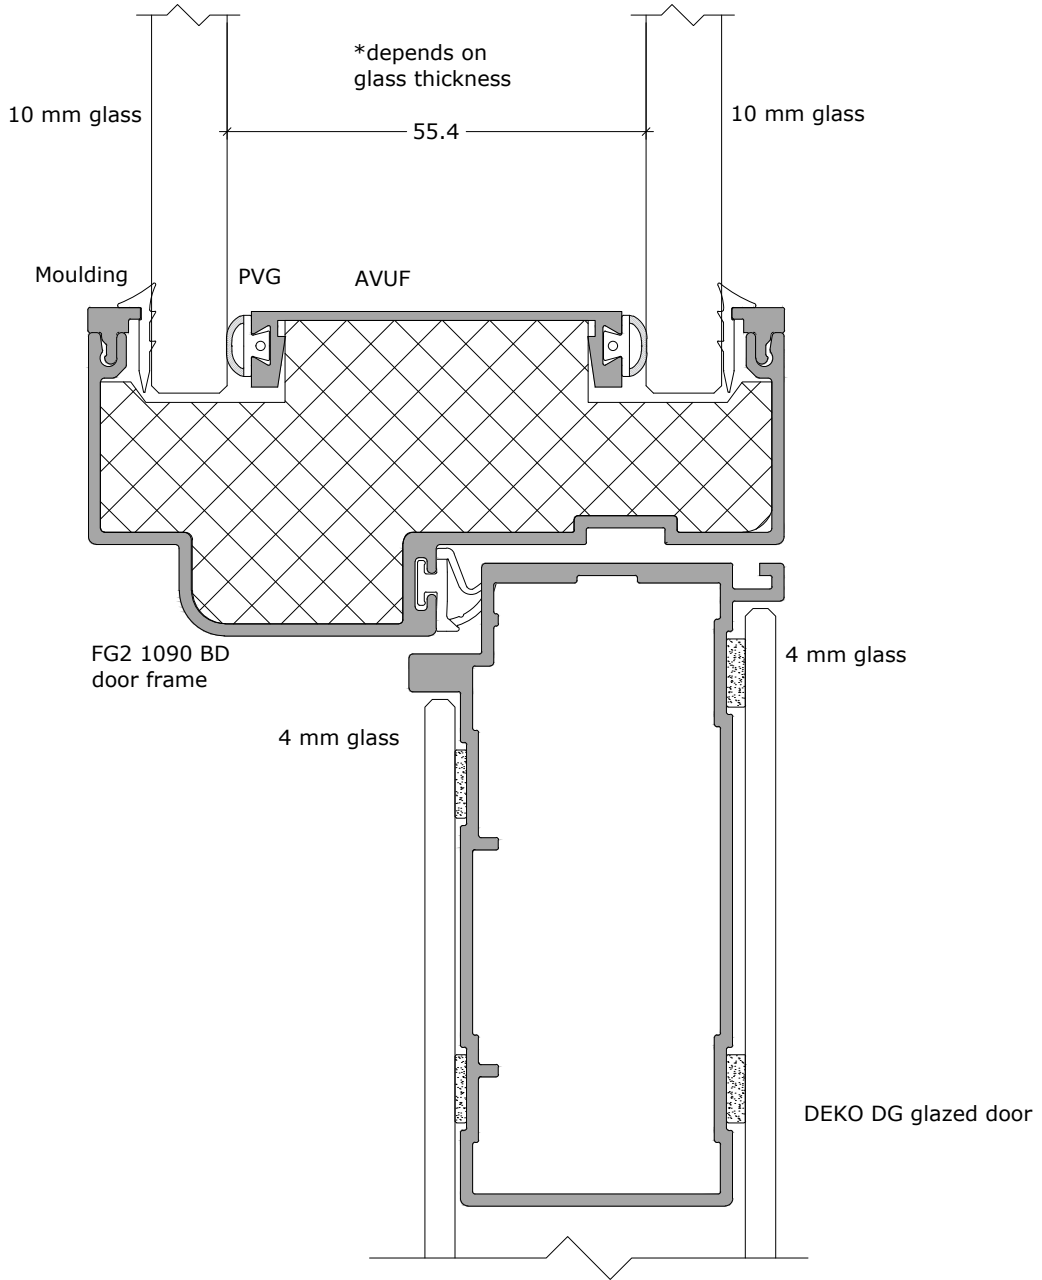 *depends on
glass thickness
10 mm glass
55.4
10 mm glass
Moulding
PVG
AVUF
FG2 1090 BD
door frame
4 mm glass
4 mm glass
DEKO DG glazed door